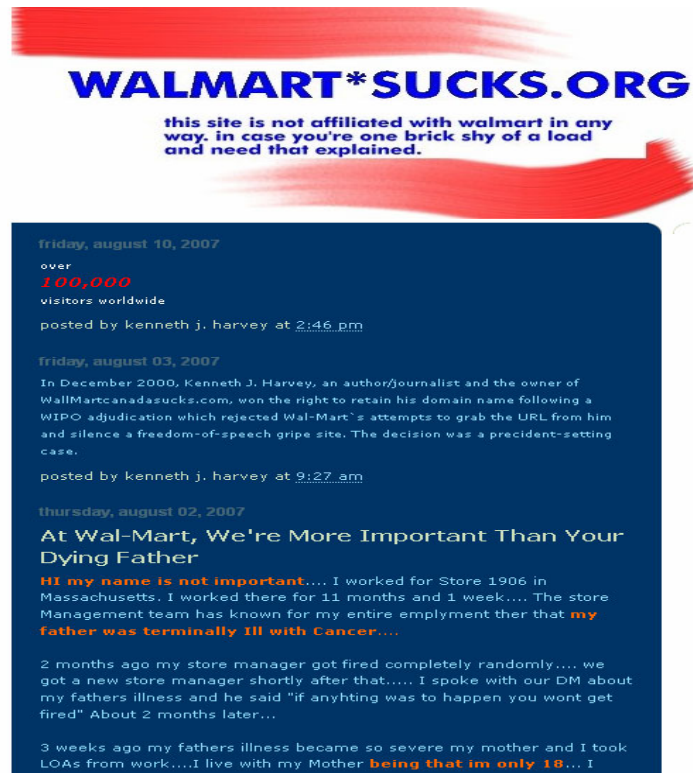 WALMART*SUCKS.ORG
this site is not affiliated with walmart in any
way. in case you're one brick shy of a load
and need that explained.
friday, august 10, 2007
over
100,000
visitors worldwide
posted by kenneth j. harvey at 2:46 pm
friday, august 03, 2007
In December 2000, Kenneth J. Harvey, an author/journalist and the owner of
WallMartcanadasucks.com, won the right to retain his domain name following a
WIPO adjudication which rejected Wal-Mart`s attempts to grab the URL from him
and silence a freedom-of-speech gripe site. The decision was a precident-setting
case.
posted by kenneth j. harvey at 9:27 am
thursday, august 02, 2007
At Wal-Mart, We're More Important Than Your
Dying Father
HI my name is not important.... I worked for Store 1906 in
Massachusetts. I worked there for 11 months and 1 week.... The store
Management team has known for my entire emplyment ther that my
father was terminally Ill with Cancer....
2 months ago my store manager got fired completely randomly.... we
got a new store manager shortly after that..... I spoke with our DM about
my fathers illness and he said "if anyhting was to happen you wont get
fired" About 2 months later...
3 weeks ago my fathers illness became so severe my mother and I took
LOAs from work....I live with my Mother being that im only 18... I